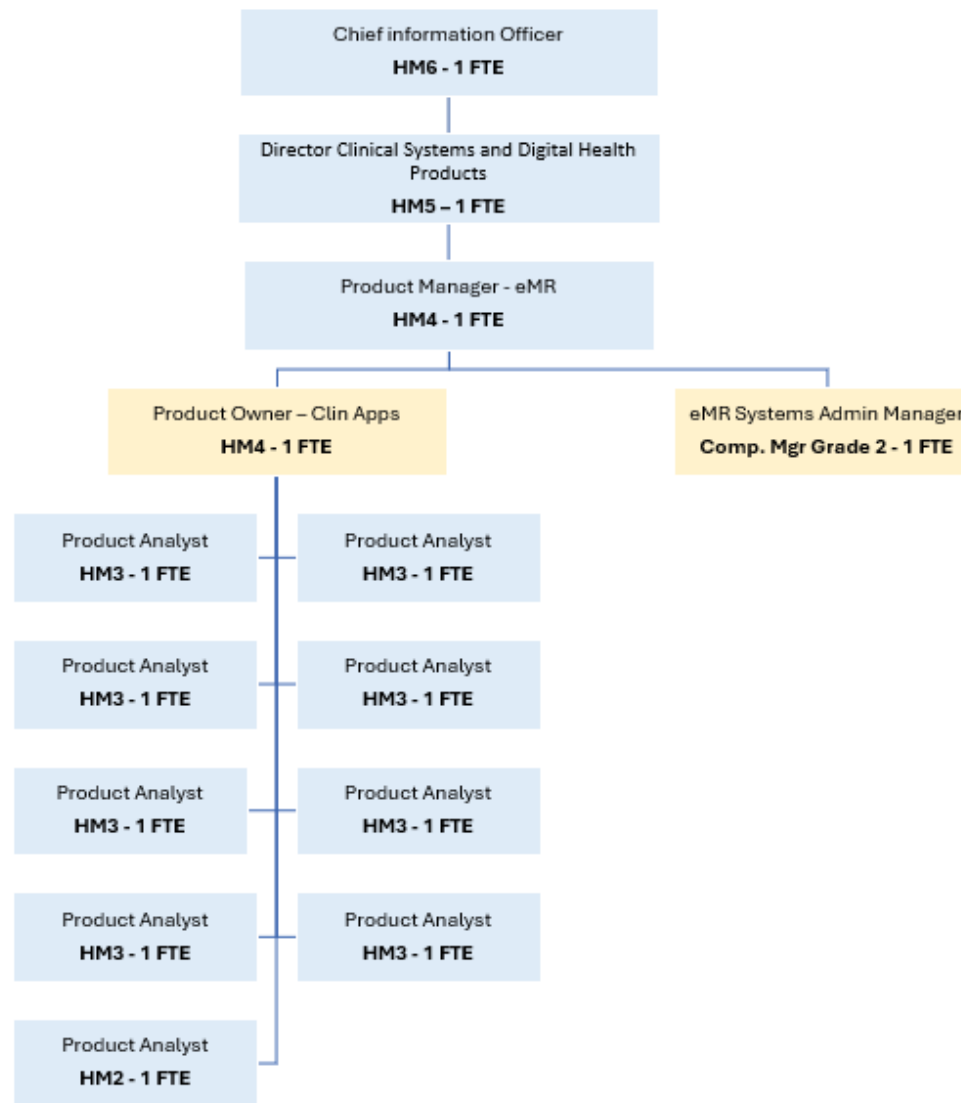 Chief information Officer
HM6 - 1 FTE
Director Clinical Systems and Digital Health
Products
HM5 – 1 FTE
Product Manager - eMR
HM4 - 1 FTE
Product Owner – Clin Apps
HM4 - 1 FTE
eMR Systems Admin Manager
Comp. Mgr Grade 2 - 1 FTE
Product Analyst
HM3 - 1 FTE
Product Analyst
HM3 - 1 FTE
Product Analyst
HM3 - 1 FTE
Product Analyst
HM3 - 1 FTE
Product Analyst
HM3 - 1 FTE
Product Analyst
HM3 - 1 FTE
Product Analyst
HM3 - 1 FTE
Product Analyst
HM3 - 1 FTE
Product Analyst
HM2 - 1 FTE